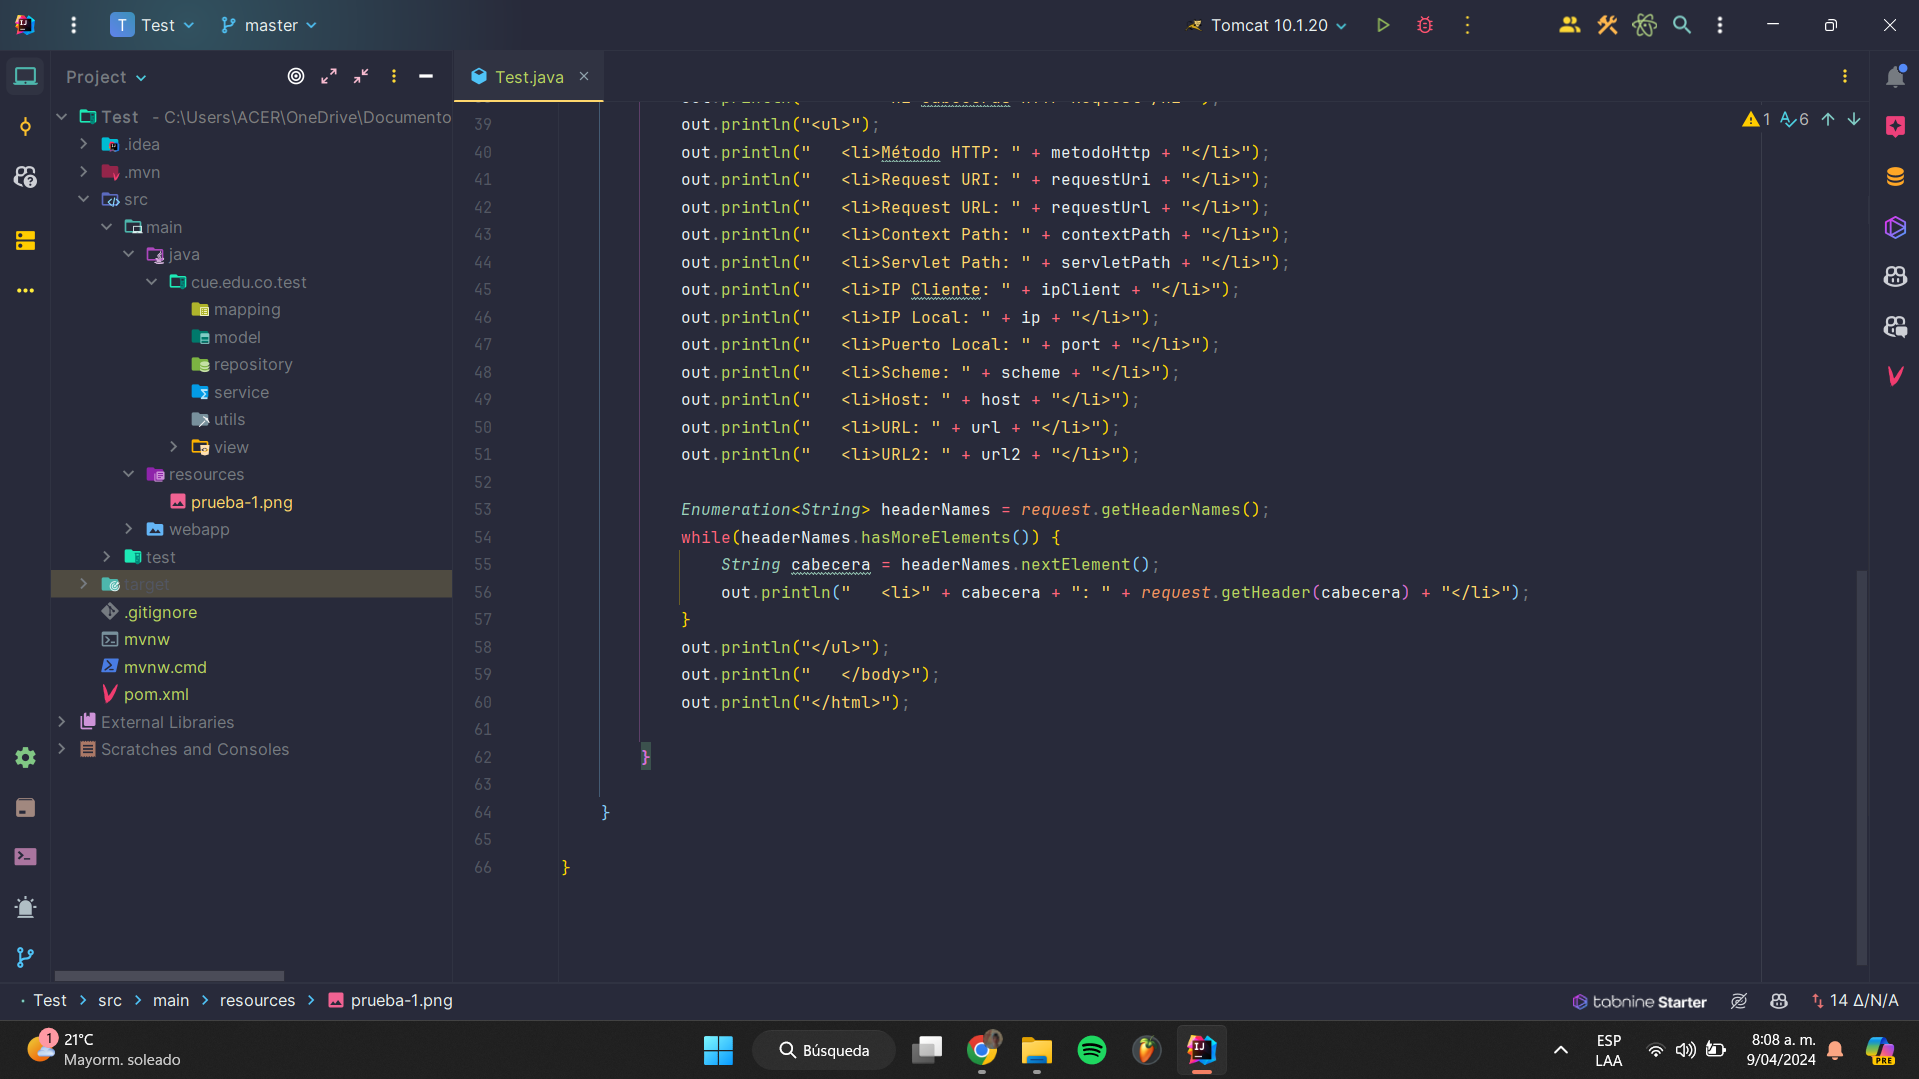 T Test master Tomcat 10.1.20
Project
Test - C:\Users\ACER\OneDrive\Documento
.idea
.mvn
src
main
java
cue.edu.co.test
mapping
model
repository
service
utils
view
resources
prueba-1.png
webapp
test
target
.gitignore
mvnw
mvnw.cmd
pom.xml
External Libraries
Scratches and Consoles
Test.java
1 6
39 out.println("<ul>");
40 out.println("   <li>Método HTTP: " + metodoHttp + "</li>");
41 out.println("   <li>Request URI: " + requestUri + "</li>");
42 out.println("   <li>Request URL: " + requestUrl + "</li>");
43 out.println("   <li>Context Path: " + contextPath + "</li>");
44 out.println("   <li>Servlet Path: " + servletPath + "</li>");
45 out.println("   <li>IP Cliente: " + ipClient + "</li>");
46 out.println("   <li>IP Local: " + ip + "</li>");
47 out.println("   <li>Puerto Local: " + port + "</li>");
48 out.println("   <li>Scheme: " + scheme + "</li>");
49 out.println("   <li>Host: " + host + "</li>");
50 out.println("   <li>URL: " + url + "</li>");
51 out.println("   <li>URL2: " + url2 + "</li>");
52
53 Enumeration<String> headerNames = request.getHeaderNames();
54 while(headerNames.hasMoreElements()) {
55 String cabecera = headerNames.nextElement();
56 out.println("   <li>" + cabecera + ": " + request.getHeader(cabecera) + "</li>");
57 }
58 out.println("</ul>");
59 out.println("   </body>");
60 out.println("</html>");
61
62 }
63
64 }
65
66 }
Test > src > main > resources > prueba-1.png
tabnine Starter 14 Δ/N/A
1 21°C
Mayorm. soleado
Búsqueda
ESP
LAA
8:08 a. m.
9/04/2024
PRE